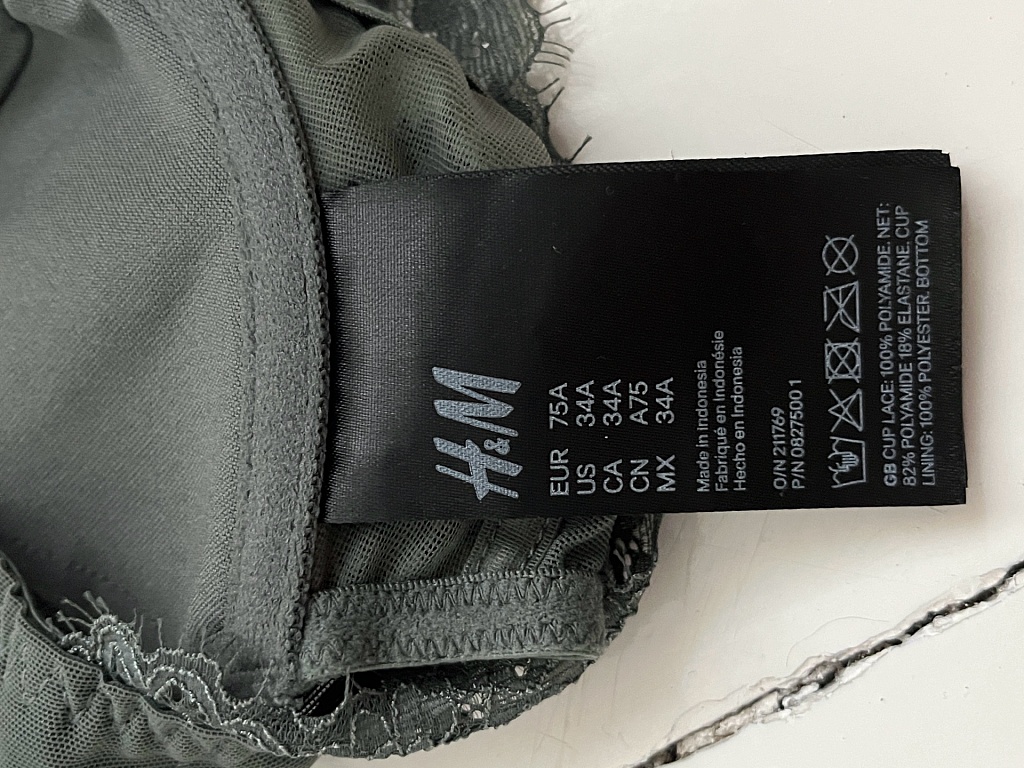 H&M
EUR 75A
US 34A
CA 34A
CN A75
MX 34A
Made in Indonesia
Fabriqué en Indonésie
Hecho en Indonesia
O/N 211769
P/N 08275001
GB CUP LACE: 100% POLYAMIDE. NET:
82% POLYAMIDE 18% ELASTANE. CUP
LINING: 100% POLYESTER. BOTTOM